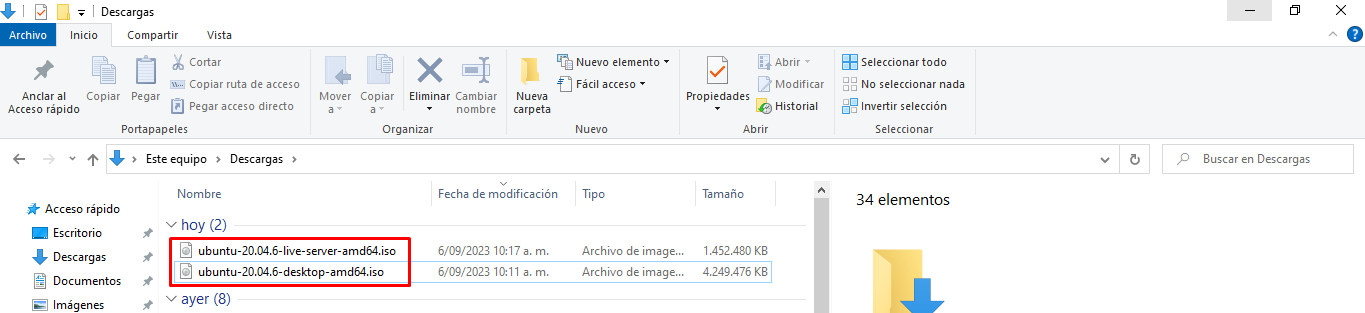 Descargas
Archivo Inicio Compartir Vista
Anclar al Acceso rápido
Copiar
Pegar
Cortar
Copiar ruta de acceso
Pegar acceso directo
Portapapeles
Mover a
Copiar a
Eliminar
Cambiar nombre
Organizar
Nueva carpeta
Nuevo elemento
Fácil acceso
Nuevo
Propiedades
Abrir
Modificar
Historial
Abrir
Seleccionar todo
No seleccionar nada
Invertir selección
Seleccionar
Este equipo > Descargas >
Buscar en Descargas
Acceso rápido
Escritorio
Descargas
Documentos
Imágenes
Nombre Fecha de modificación Tipo Tamaño
hoy (2)
ubuntu-20.04.6-live-server-amd64.iso 6/09/2023 10:17 a. m. Archivo de image... 1.452.480 KB
ubuntu-20.04.6-desktop-amd64.iso 6/09/2023 10:11 a. m. Archivo de image... 4.249.476 KB
ayer (8)
34 elementos